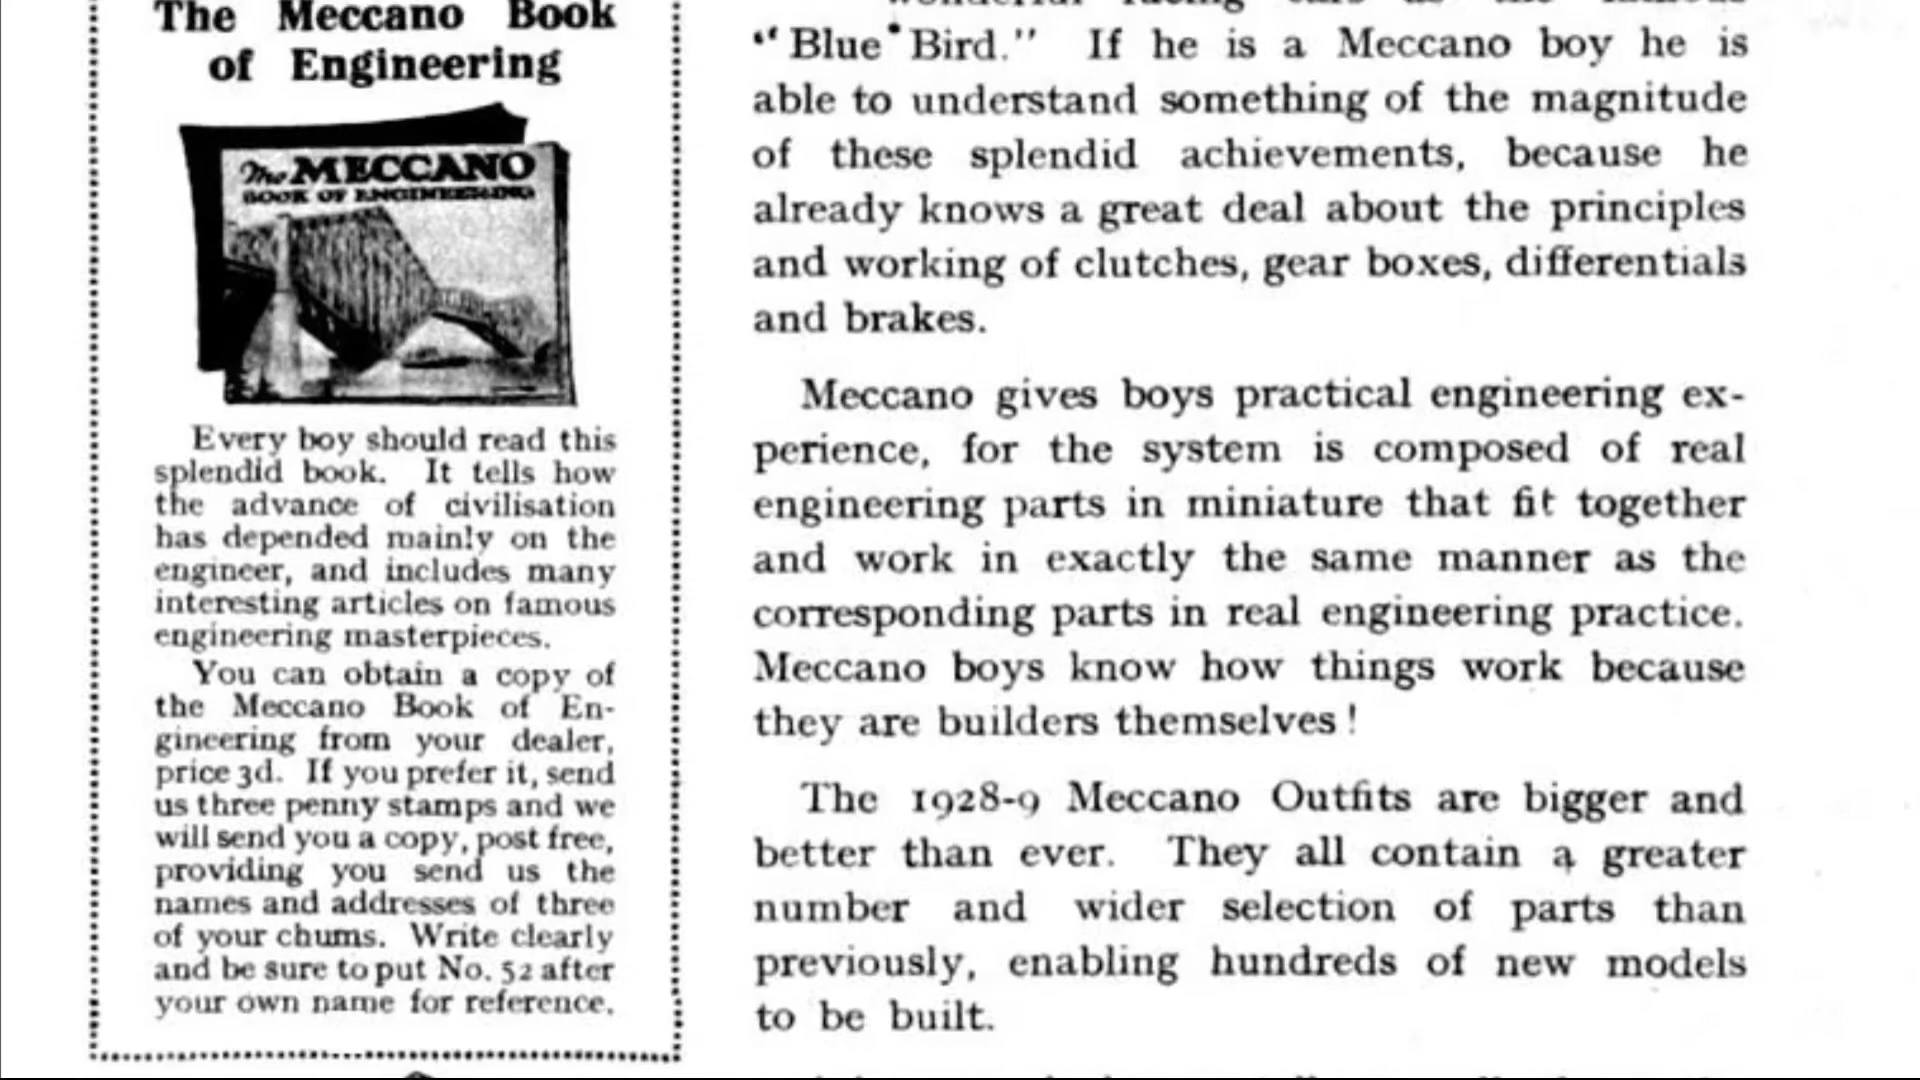 The Meccano Book
of Engineering
The MECCANO
BOOK OF ENGINEERING
Every boy should read this
splendid book. It tells how
the advance of civilisation
has depended mainly on the
engineer, and includes many
interesting articles on famous
engineering masterpieces.
You can obtain a copy of
the Meccano Book of En-
gineering from your dealer,
price 3d. If you prefer it, send
us three penny stamps and we
will send you a copy, post free,
providing you send us the
names and addresses of three
of your chums. Write clearly
and be sure to put No. 52 after
your own name for reference.
"Blue Bird." If he is a Meccano boy he is
able to understand something of the magnitude
of these splendid achievements, because he
already knows a great deal about the principles
and working of clutches, gear boxes, differentials
and brakes.
Meccano gives boys practical engineering ex-
perience, for the system is composed of real
engineering parts in miniature that fit together
and work in exactly the same manner as the
corresponding parts in real engineering practice.
Meccano boys know how things work because
they are builders themselves!
The 1928-9 Meccano Outfits are bigger and
better than ever. They all contain a greater
number and wider selection of parts than
previously, enabling hundreds of new models
to be built.